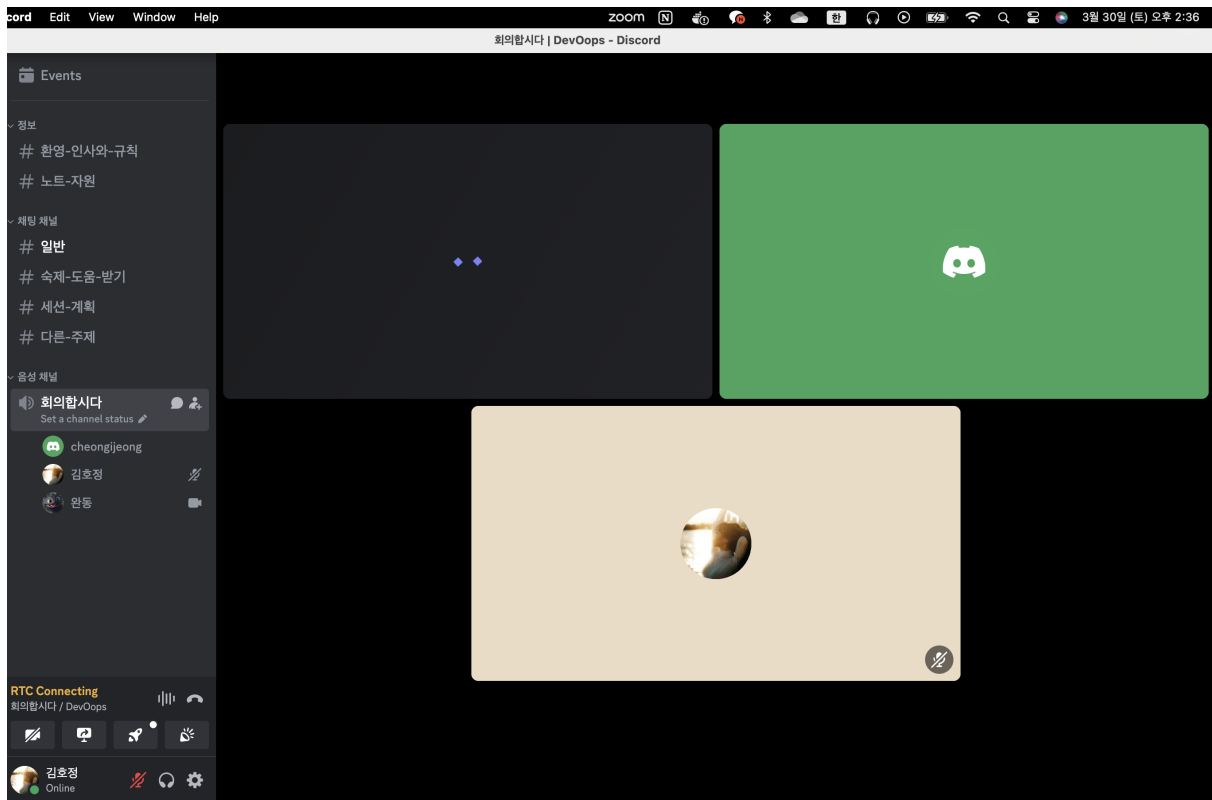 cord Edit View Window Help
zoom N 한 3월 30일 (토) 오후 2:36
회의합시다 | DevOops - Discord
Events
정보
# 환영-인사와-규칙
# 노트-자원
채팅 채널
# 일반
# 숙제-도움-받기
# 세션-계획
# 다른-주제
음성 채널
회의합시다
Set a channel status
cheongijeong
김호정
완동
RTC Connecting
회의합시다 / DevOops
김호정
Online